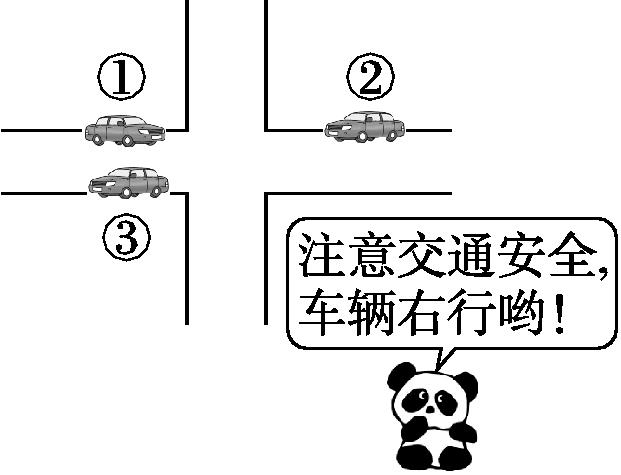 ① ②
③
注意交通安全,
车辆右行哟!